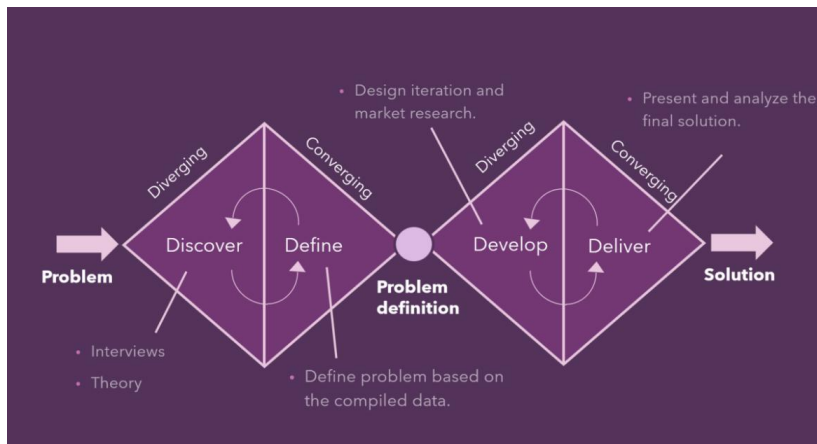 • Design iteration and
market research.
• Present and analyze the
final solution.
Diverging
Converging
Diverging
Converging
Discover
Define
Develop
Deliver
Problem
Problem
definition
Solution
• Interviews
• Theory
• Define problem based on
the compiled data.